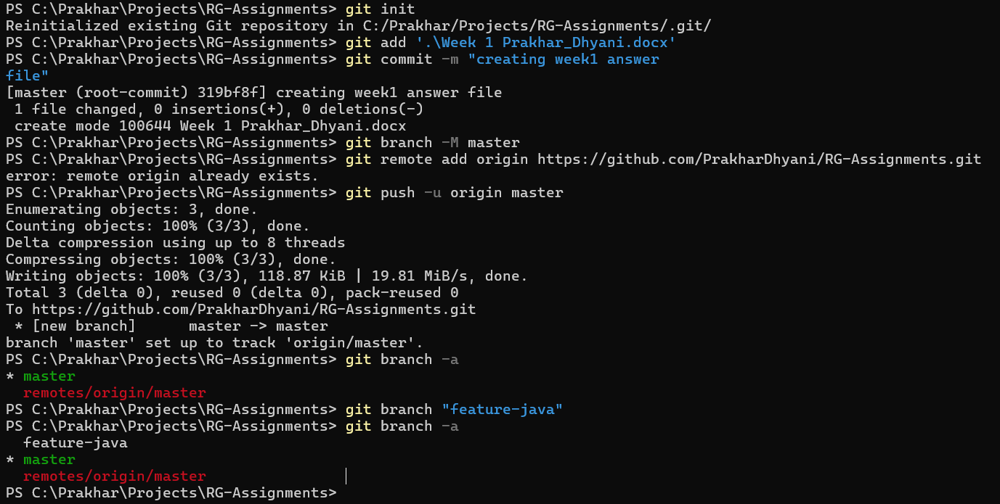 PS C:\Prakhar\Projects\RG-Assignments> git init
Reinitialized existing Git repository in C:/Prakhar/Projects/RG-Assignments/.git/
PS C:\Prakhar\Projects\RG-Assignments> git add '.\Week 1 Prakhar_Dhyani.docx'
PS C:\Prakhar\Projects\RG-Assignments> git commit -m "creating week1 answer
file"
[master (root-commit) 319bf8f] creating week1 answer file
 1 file changed, 0 insertions(+), 0 deletions(-)
 create mode 100644 Week 1 Prakhar_Dhyani.docx
PS C:\Prakhar\Projects\RG-Assignments> git branch -M master
PS C:\Prakhar\Projects\RG-Assignments> git remote add origin https://github.com/PrakharDhyani/RG-Assignments.git
error: remote origin already exists.
PS C:\Prakhar\Projects\RG-Assignments> git push -u origin master
Enumerating objects: 3, done.
Counting objects: 100% (3/3), done.
Delta compression using up to 8 threads
Compressing objects: 100% (3/3), done.
Writing objects: 100% (3/3), 118.87 KiB | 19.81 MiB/s, done.
Total 3 (delta 0), reused 0 (delta 0), pack-reused 0
To https://github.com/PrakharDhyani/RG-Assignments.git
 * [new branch]      master -> master
branch 'master' set up to track 'origin/master'.
PS C:\Prakhar\Projects\RG-Assignments> git branch -a
* master
  remotes/origin/master
PS C:\Prakhar\Projects\RG-Assignments> git branch "feature-java"
PS C:\Prakhar\Projects\RG-Assignments> git branch -a
  feature-java
* master
  remotes/origin/master
PS C:\Prakhar\Projects\RG-Assignments>